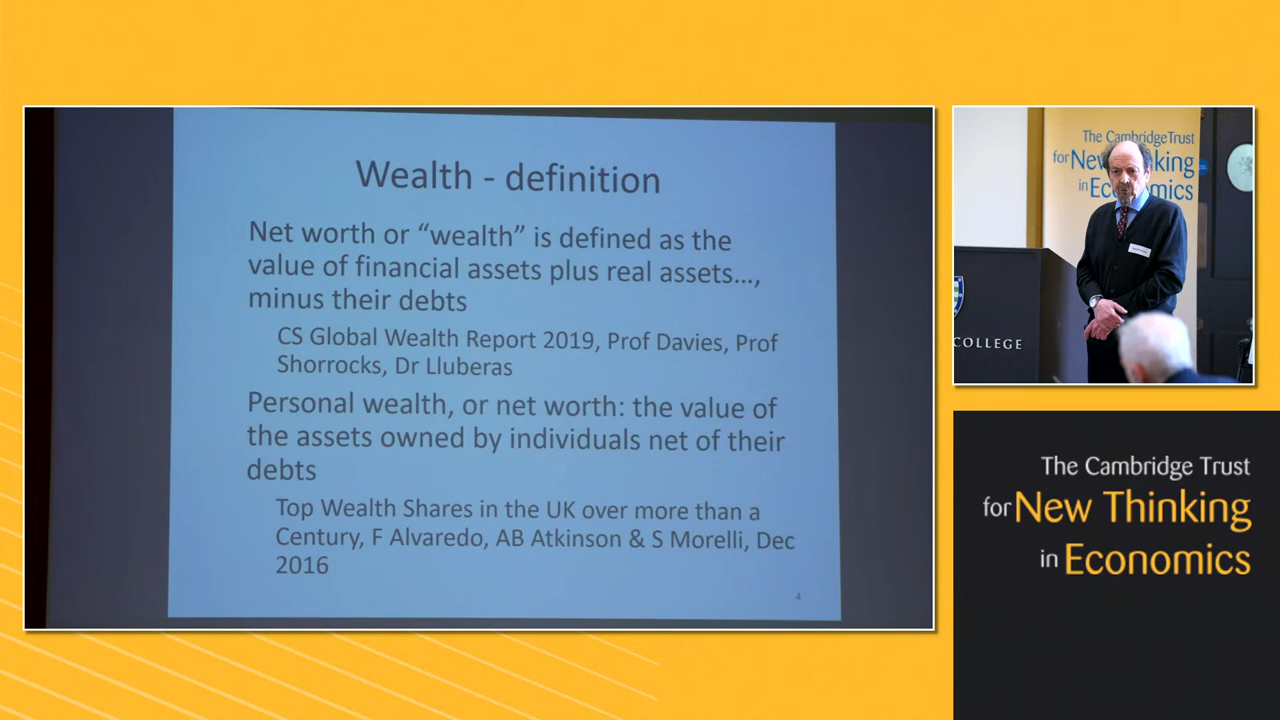 Wealth - definition
Net worth or “wealth” is defined as the
value of financial assets plus real assets…,
minus their debts
CS Global Wealth Report 2019, Prof Davies, Prof
Shorrocks, Dr Lluberas
Personal wealth, or net worth: the value of
the assets owned by individuals net of their
debts
Top Wealth Shares in the UK over more than a
Century, F Alvaredo, AB Atkinson & S Morelli, Dec
2016
4
The Cambridge Trust
for New king
in Ec mics
COLLEGE
The Cambridge Trust
for New Thinking
in Economics